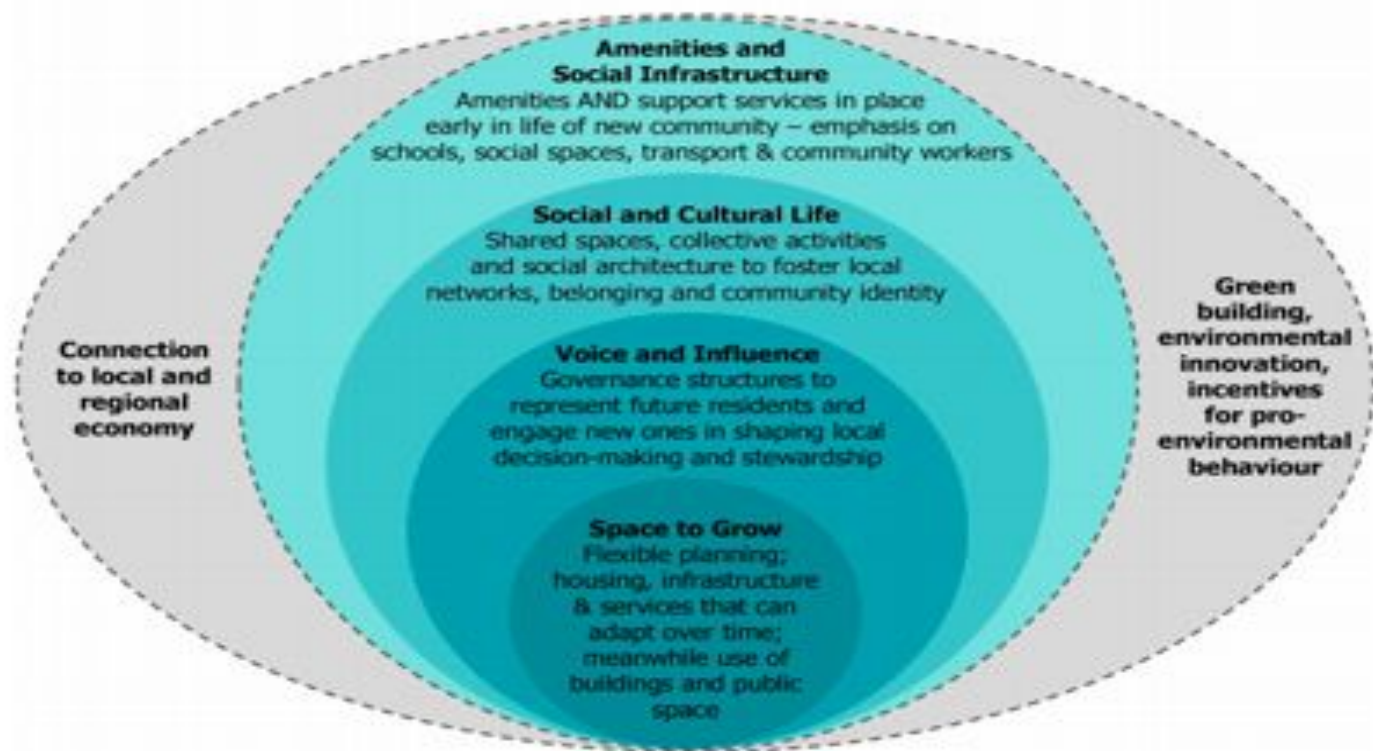 Amenities and
Social Infrastructure
Amenities AND support services in place
early in life of new community – emphasis on
schools, social spaces, transport & community workers
Social and Cultural Life
Shared spaces, collective activities
and social architecture to foster local
networks, belonging and community identity
Voice and Influence
Governance structures to
represent future residents and
engage new ones in shaping local
decision-making and stewardship
Space to Grow
Flexible planning;
housing, infrastructure
& services that can
adapt over time;
meanwhile use of
buildings and public
space
Connection
to local and
regional
economy
Green
building,
environmental
innovation,
incentives
for pro-
environmental
behaviour